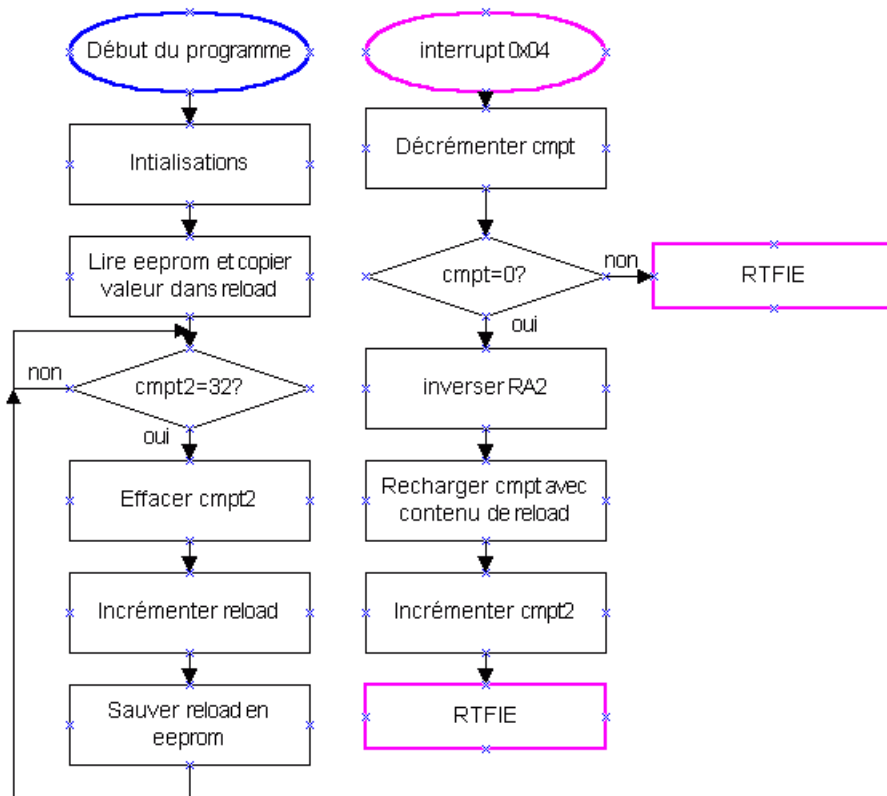 Début du programme
Intialisations
Lire eeprom et copier
valeur dans reload
non
cmpt2=32?
oui
Effacer cmpt2
Incrémenter reload
Sauver reload en
eeprom
interrupt 0x04
Décrémenter cmpt
cmpt=0?
non
RTFIE
oui
inverser RA2
Recharger cmpt avec
contenu de reload
Incrémenter cmpt2
RTFIE